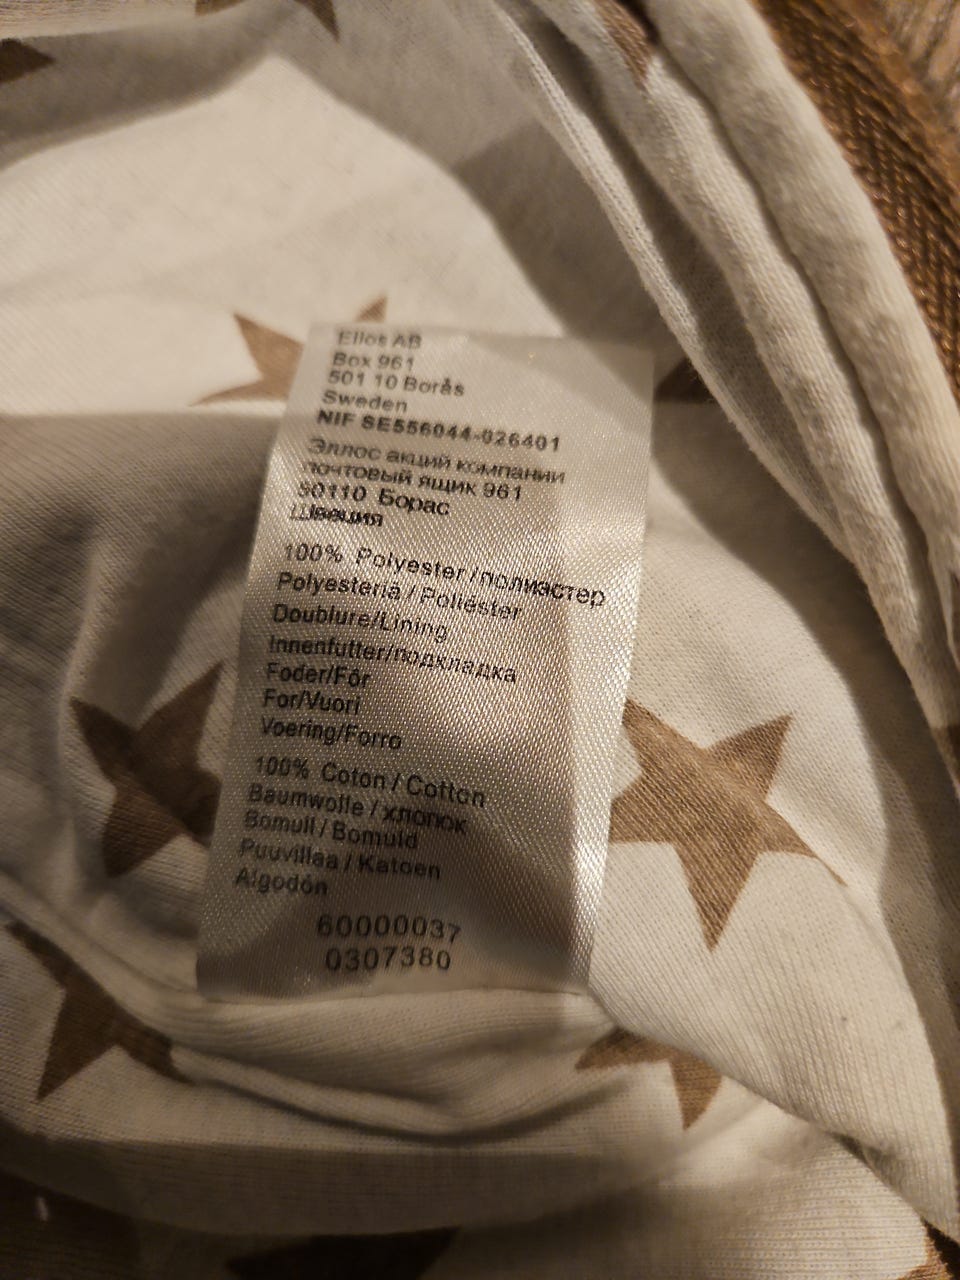 Ellos AB
Box 961
501 10 Borås
Sweden
NIF SE556044-026401
Эллос акций компании
почтовый ящик 961
50110 Борас
Швеция
100% Polyester / полиэстер
Polyesteriä / Poliéster
Doublure/Lining
Innenfutter/подкладка
Foder/Fôr
For/Vuori
Voering/Forro
100% Coton / Cotton
Baumwolle / хлопок
Bomull / Bomuld
Puuvillaa / Katoen
Algodón
60000037
0307380